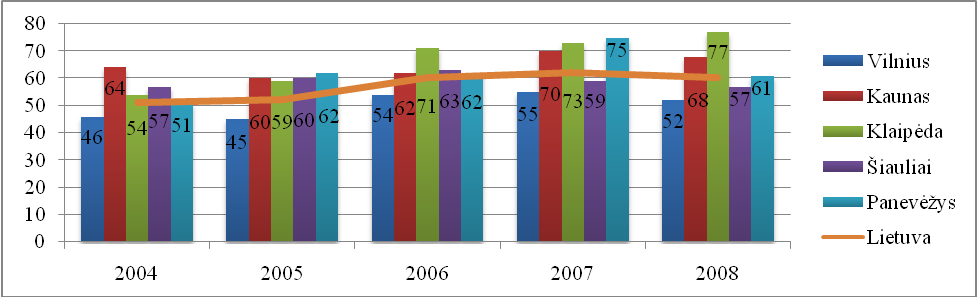 80
70
60
50
40
30
20
10
0
46 64 54 57 51
45 60 59 60 62
54 62 71 63 62
55 70 73 59 75
52 68 77 57 61
2004 2005 2006 2007 2008
Vilnius
Kaunas
Klaipėda
Šiauliai
Panevėžys
Lietuva